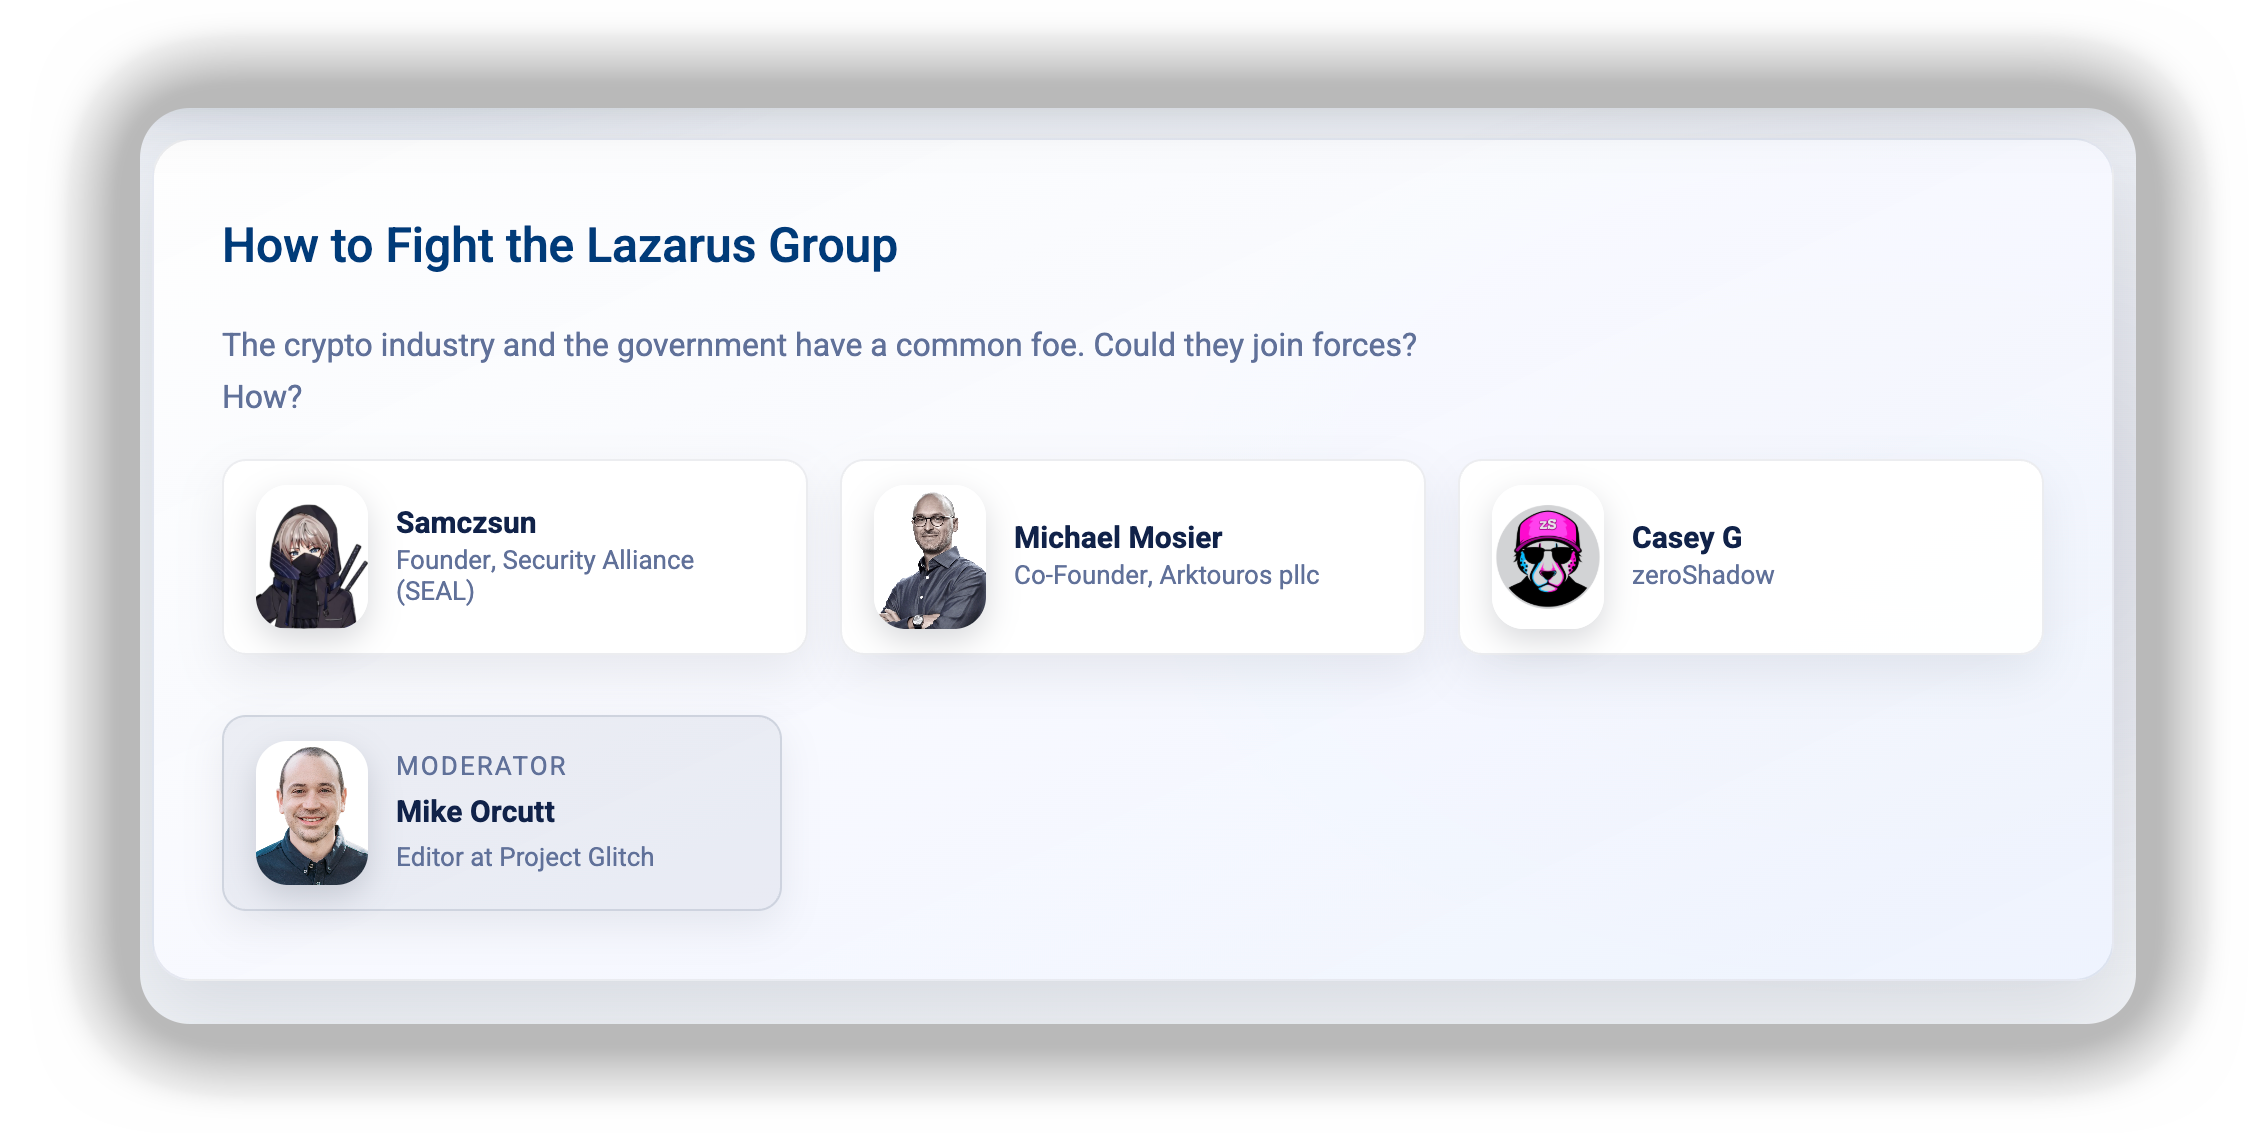 How to Fight the Lazarus Group
The crypto industry and the government have a common foe. Could they join forces?
How?
Samczsun
Founder, Security Alliance
(SEAL)
Michael Mosier
Co-Founder, Arktouros pllc
zS
Casey G
zeroShadow
MODERATOR
Mike Orcutt
Editor at Project Glitch